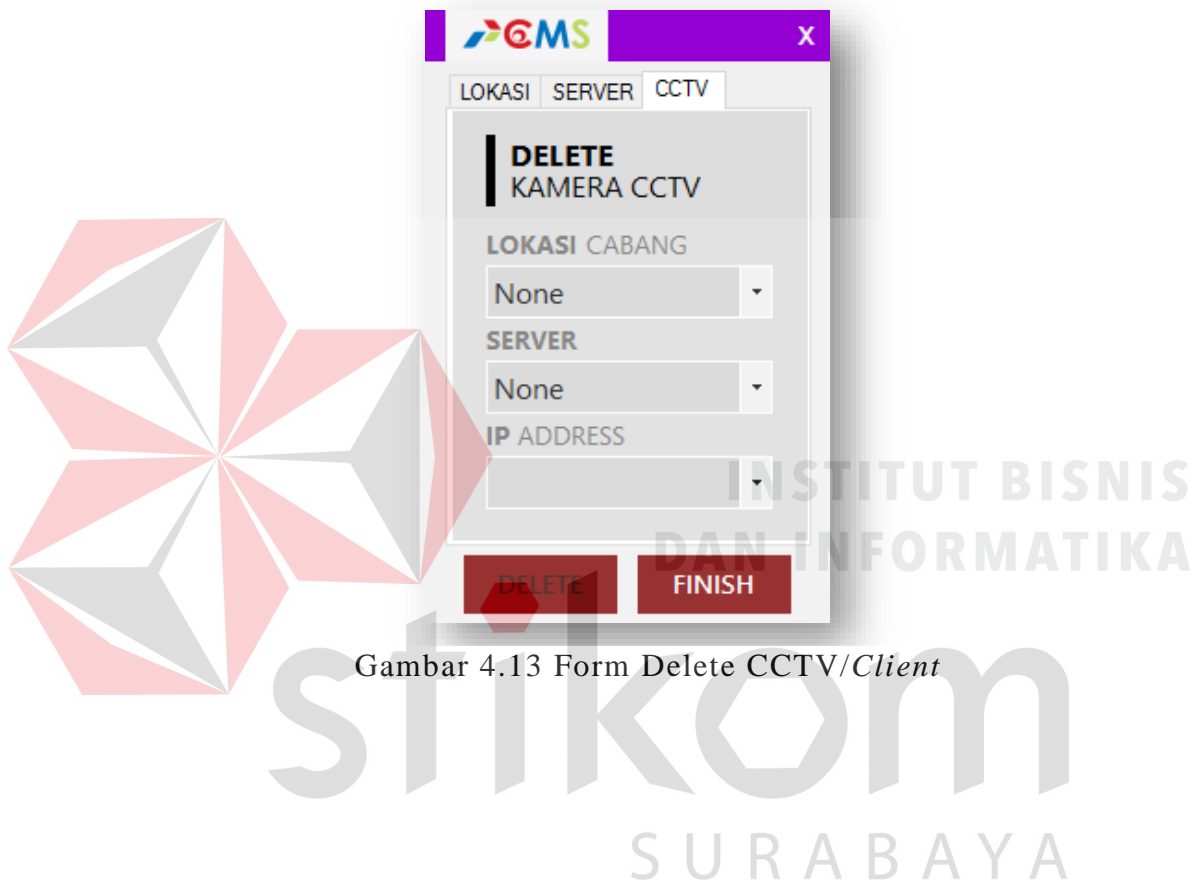 CMS
X
LOKASI SERVER CCTV
DELETE
KAMERA CCTV
LOKASI CABANG
None
SERVER
None
IP ADDRESS
INSTITUT BISNIS
DAN INFORMATIKA
DELETE FINISH
Gambar 4.13 Form Delete CCTV/Client
stikom
SURABAYA